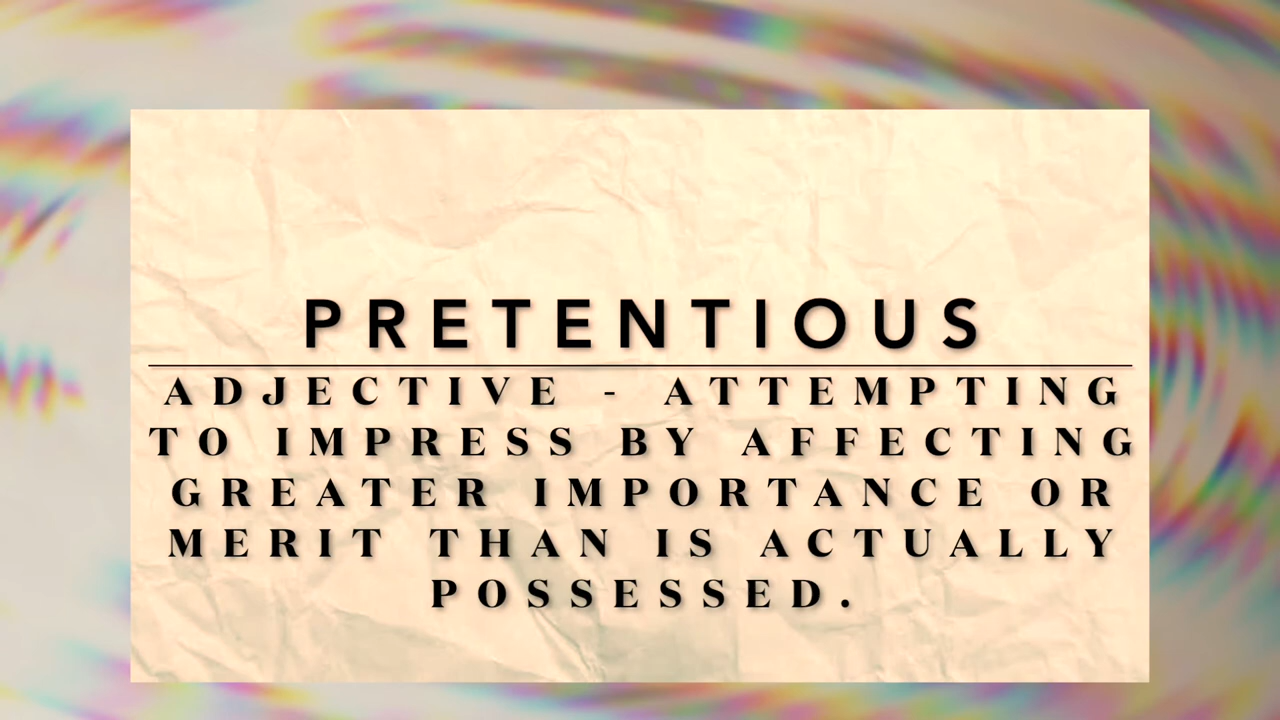 PRETENTIOUS
ADJECTIVE - ATTEMPTING
TO IMPRESS BY AFFECTING
GREATER IMPORTANCE OR
MERIT THAN IS ACTUALLY
POSSESSED.